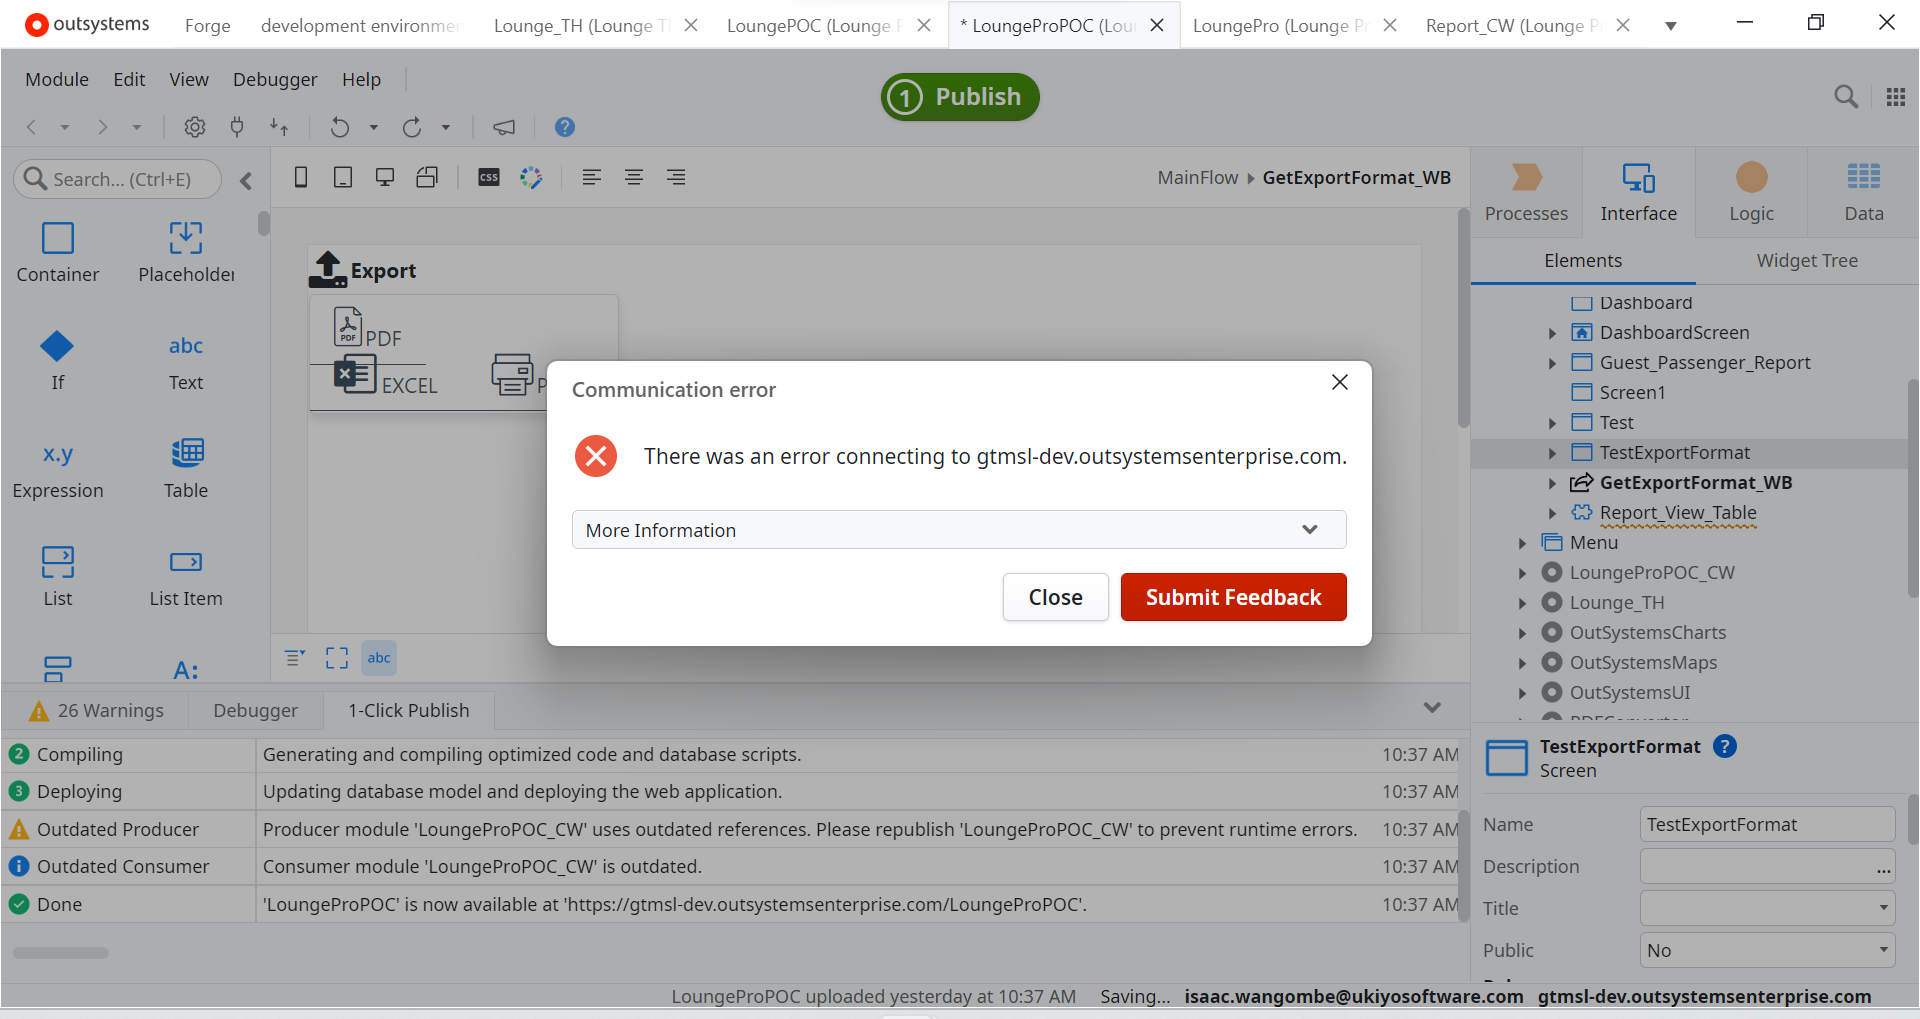 outsystems
Forge
development environmen
Lounge_TH (Lounge T
LoungePOC (Lounge P
* LoungeProPOC (Lou
LoungePro (Lounge Pr
Report_CW (Lounge P
Module
Edit
View
Debugger
Help
1 Publish
?
Search... (Ctrl+E)
CSS
MainFlow
GetExportFormat_WB
Processes
Interface
Logic
Data
Container
Placeholder
If
abc
Text
x.y
Expression
Table
List
List Item
A:
Export
PDF
PDF
EXCEL
P
Elements
Widget Tree
Dashboard
DashboardScreen
Guest_Passenger_Report
Screen1
Test
TestExportFormat
GetExportFormat_WB
Report_View_Table
Menu
LoungeProPOC_CW
Lounge_TH
OutSystemsCharts
OutSystemsMaps
OutSystemsUI
PDFConverter
Communication error
There was an error connecting to gtmsl-dev.outsystemsenterprise.com.
More Information
Close
Submit Feedback
abc
26 Warnings
Debugger
1-Click Publish
2 Compiling
Generating and compiling optimized code and database scripts.
10:37 AM
3 Deploying
Updating database model and deploying the web application.
10:37 AM
Outdated Producer
Producer module 'LoungeProPOC_CW' uses outdated references. Please republish 'LoungeProPOC_CW' to prevent runtime errors.
10:37 AM
Outdated Consumer
Consumer module 'LoungeProPOC_CW' is outdated.
10:37 AM
Done
'LoungeProPOC' is now available at 'https://gtmsl-dev.outsystemsenterprise.com/LoungeProPOC'.
10:37 AM
TestExportFormat ?
Screen
Name
TestExportFormat
Description
...
Title
Public
No
LoungeProPOC uploaded yesterday at 10:37 AM
Saving...
isaac.wangombe@ukiyosoftware.com
gtmsl-dev.outsystemsenterprise.com